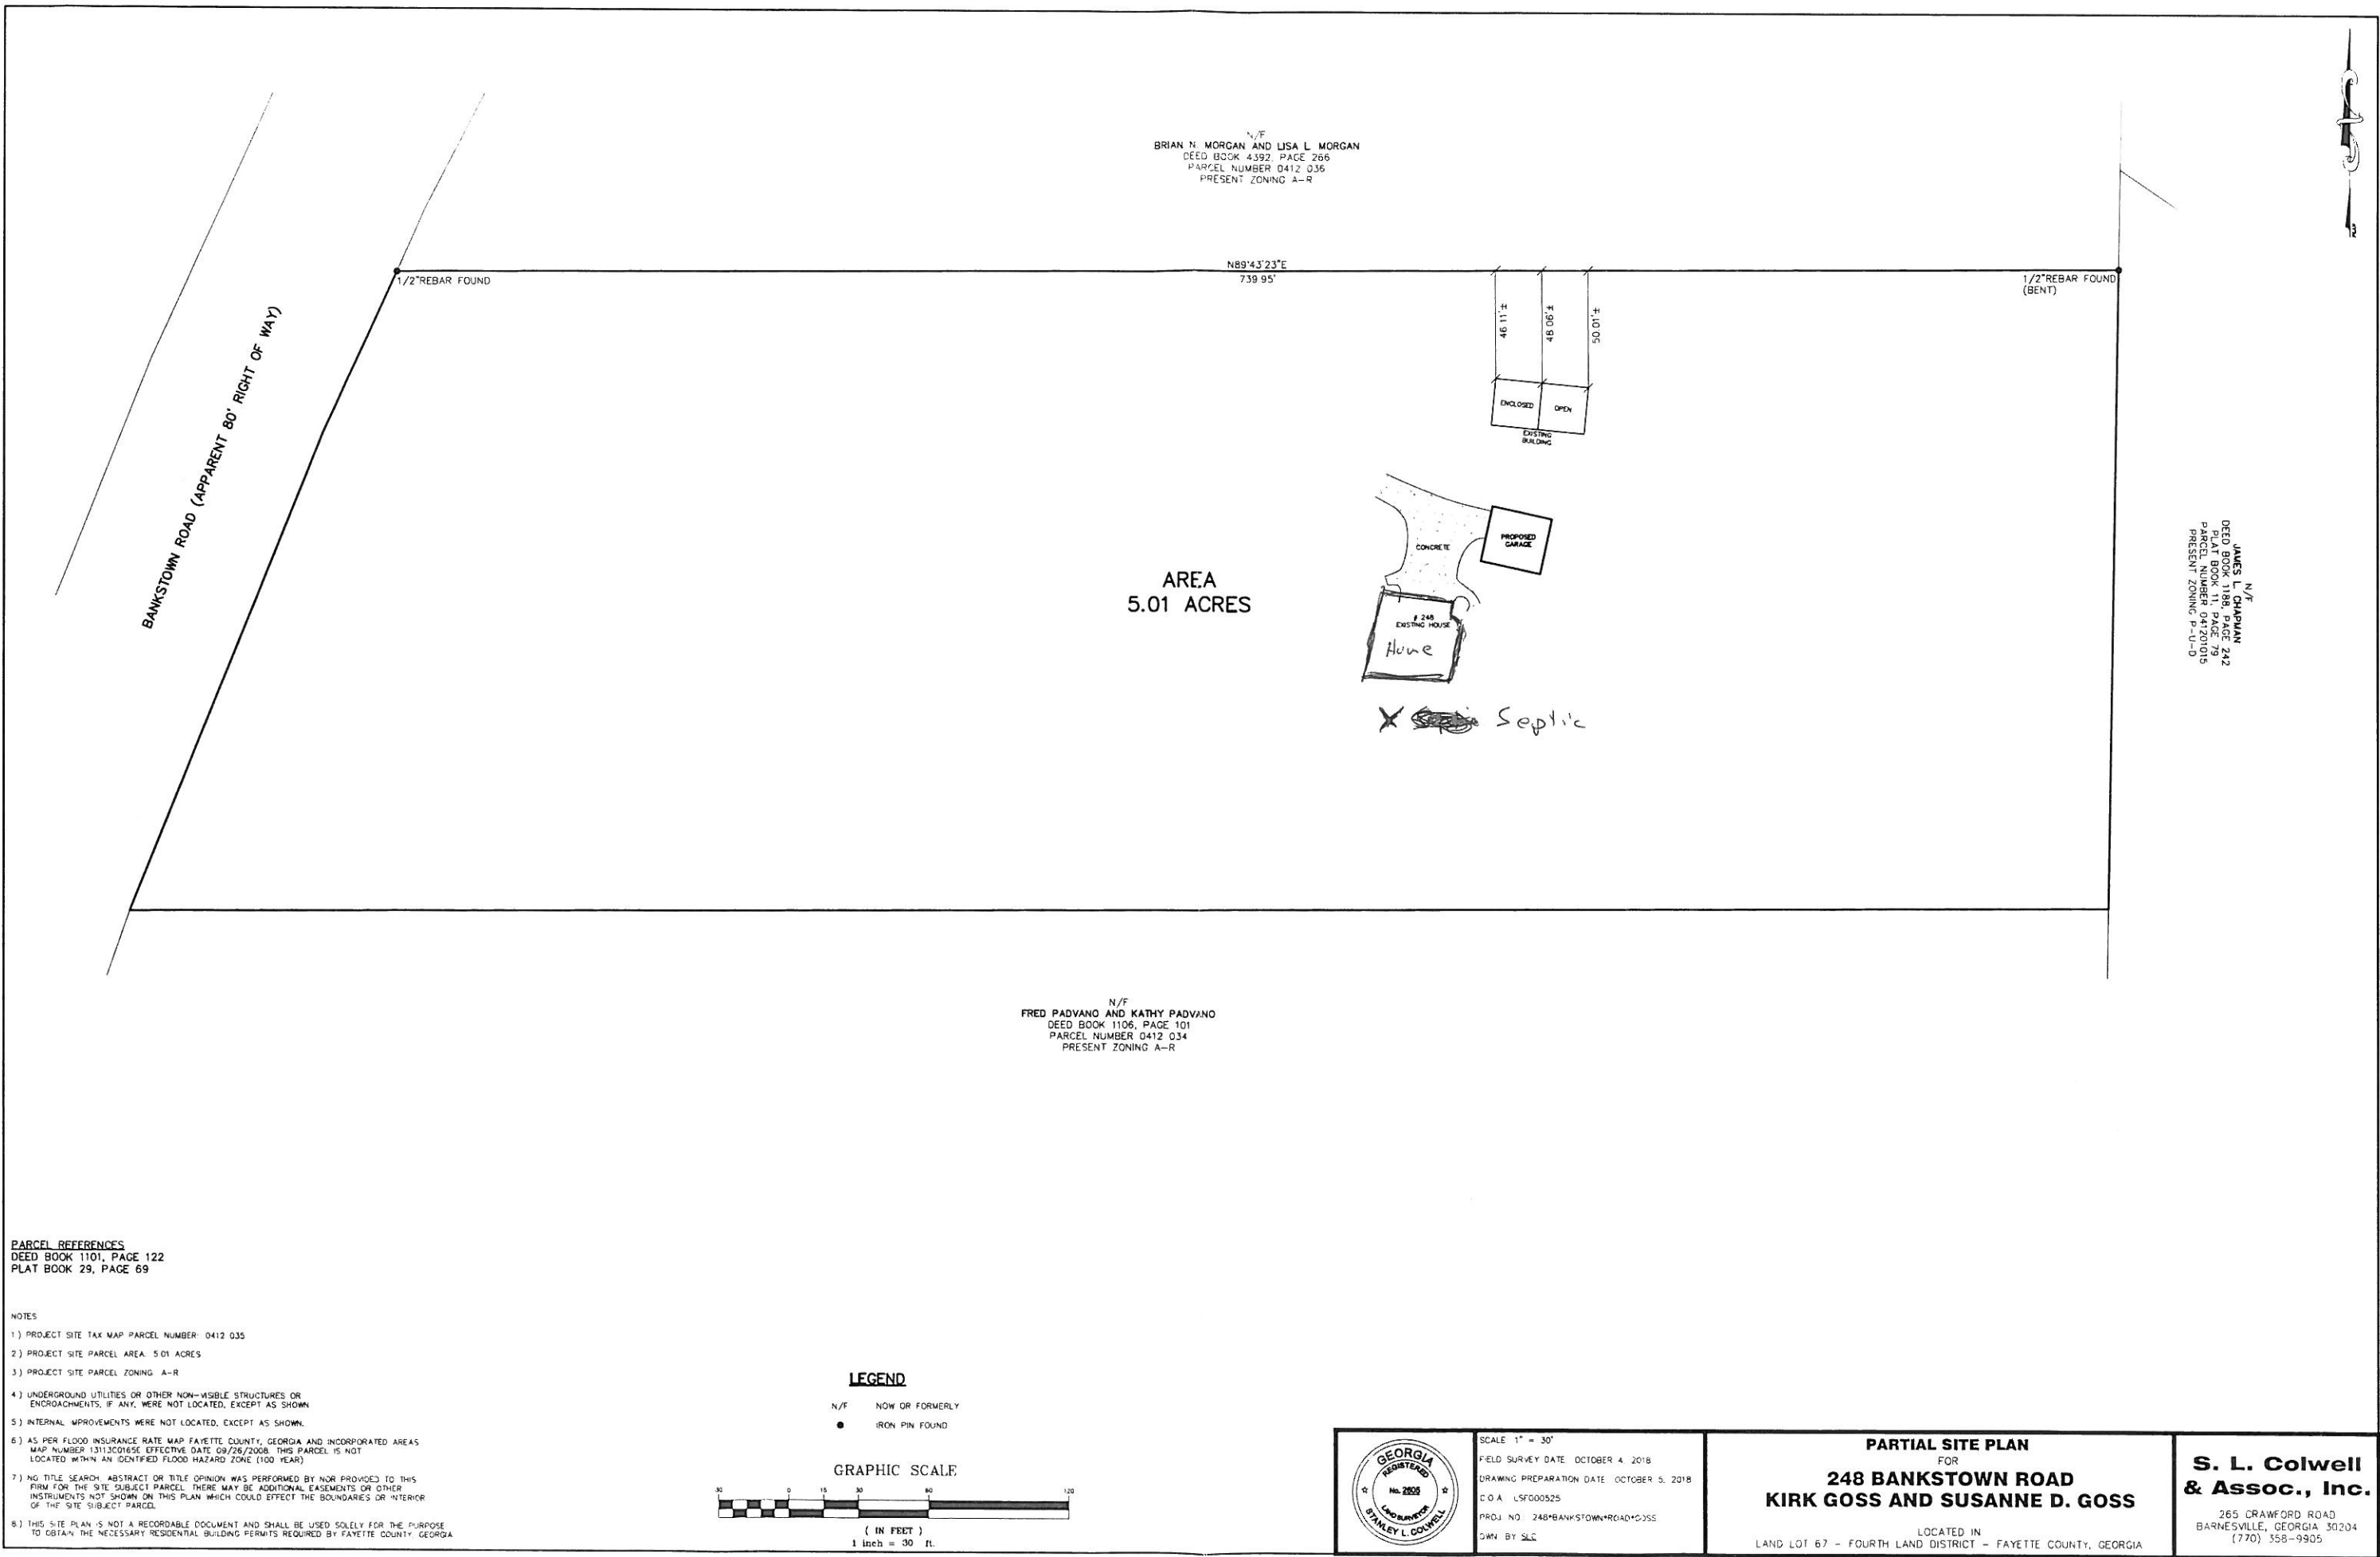 N/F
BRIAN N. MORGAN AND LISA L. MORGAN
DEED BOOK 4392, PAGE 266
PARCEL NUMBER 0412 036
PRESENT ZONING A-R
N89°43'23"E
739.95'
1/2"REBAR FOUND
1/2"REBAR FOUND
(BENT)
BANKSTOWN ROAD (APPARENT 80' RIGHT OF WAY)
46.11'±
48.06'±
50.01'±
ENCLOSED
OPEN
EXISTING
BUILDING
PROPOSED
GARAGE
CONCRETE
AREA
5.01 ACRES
# 248
EXISTING HOUSE
Home
X Septic
N/F
JAMES L. CHAPMAN
DEED BOOK 1188, PAGE 242
PLAT BOOK 11, PAGE 79
PARCEL NUMBER 041201015
PRESENT ZONING P-U-D
N/F
FRED PADVANO AND KATHY PADVANO
DEED BOOK 1106, PAGE 101
PARCEL NUMBER 0412 034
PRESENT ZONING A-R
PARCEL REFERENCES
DEED BOOK 1101, PAGE 122
PLAT BOOK 29, PAGE 69
NOTES
1.) PROJECT SITE TAX MAP PARCEL NUMBER: 0412 035
2.) PROJECT SITE PARCEL AREA: 5.01 ACRES
3.) PROJECT SITE PARCEL ZONING: A-R
4.) UNDERGROUND UTILITIES OR OTHER NON-VISIBLE STRUCTURES OR
ENCROACHMENTS, IF ANY, WERE NOT LOCATED, EXCEPT AS SHOWN
5.) INTERNAL IMPROVEMENTS WERE NOT LOCATED, EXCEPT AS SHOWN.
6.) AS PER FLOOD INSURANCE RATE MAP FAYETTE COUNTY, GEORGIA AND INCORPORATED AREAS
MAP NUMBER 13113C0165E EFFECTIVE DATE 09/26/2008. THIS PARCEL IS NOT
LOCATED WITHIN AN IDENTIFIED FLOOD HAZARD ZONE (100 YEAR)
7.) NO TITLE SEARCH, ABSTRACT OR TITLE OPINION WAS PERFORMED BY NOR PROVIDED TO THIS
FIRM FOR THE SITE SUBJECT PARCEL. THERE MAY BE ADDITIONAL EASEMENTS OR OTHER
INSTRUMENTS NOT SHOWN ON THIS PLAN WHICH COULD EFFECT THE BOUNDARIES OR INTERIOR
OF THE SITE SUBJECT PARCEL.
8.) THIS SITE PLAN IS NOT A RECORDABLE DOCUMENT AND SHALL BE USED SOLELY FOR THE PURPOSE
TO OBTAIN THE NECESSARY RESIDENTIAL BUILDING PERMITS REQUIRED BY FAYETTE COUNTY, GEORGIA
LEGEND
N/F NOW OR FORMERLY
● IRON PIN FOUND
GRAPHIC SCALE
30 0 15 30 60 120
( IN FEET )
1 inch = 30 ft.
GEORGIA
REGISTERED
No. 2605
LAND SURVEYOR
STANLEY L. COLWELL
SCALE: 1" = 30'
FIELD SURVEY DATE: OCTOBER 4, 2018
DRAWING PREPARATION DATE: OCTOBER 5, 2018
C.O.A.: LSF000525
PROJ. NO.: 248*BANKSTOWN*ROAD*GOSS
DWN. BY: SLC
PARTIAL SITE PLAN
FOR
248 BANKSTOWN ROAD
KIRK GOSS AND SUSANNE D. GOSS
LOCATED IN
LAND LOT 67 - FOURTH LAND DISTRICT - FAYETTE COUNTY, GEORGIA
S. L. Colwell
& Assoc., Inc.
265 CRAWFORD ROAD
BARNESVILLE, GEORGIA 30204
(770) 358-9905